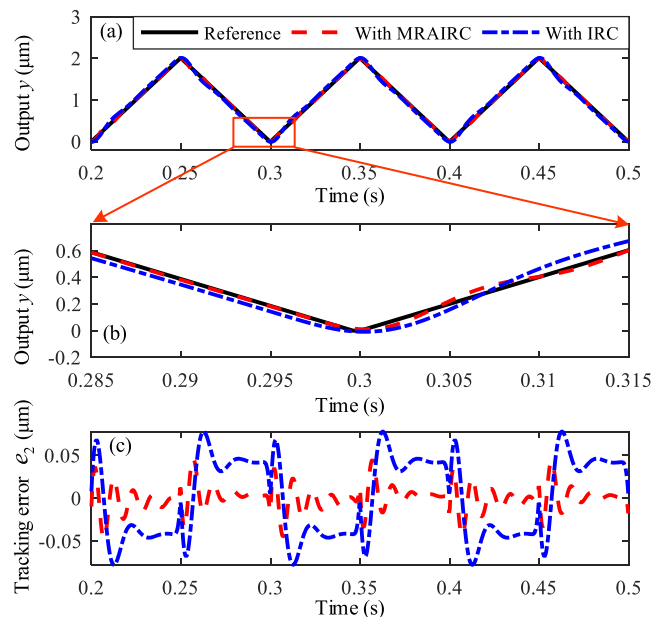 (a)
Reference With MRAIRC With IRC
Output y (μm)
3
2
1
0
0.2 0.25 0.3 0.35 0.4 0.45 0.5
Time (s)
(b)
Output y (μm)
0.6
0.4
0.2
0
-0.2
0.285 0.29 0.295 0.3 0.305 0.31 0.315
Time (s)
(c)
Tracking error e₂ (μm)
0.05
0
-0.05
0.2 0.25 0.3 0.35 0.4 0.45 0.5
Time (s)